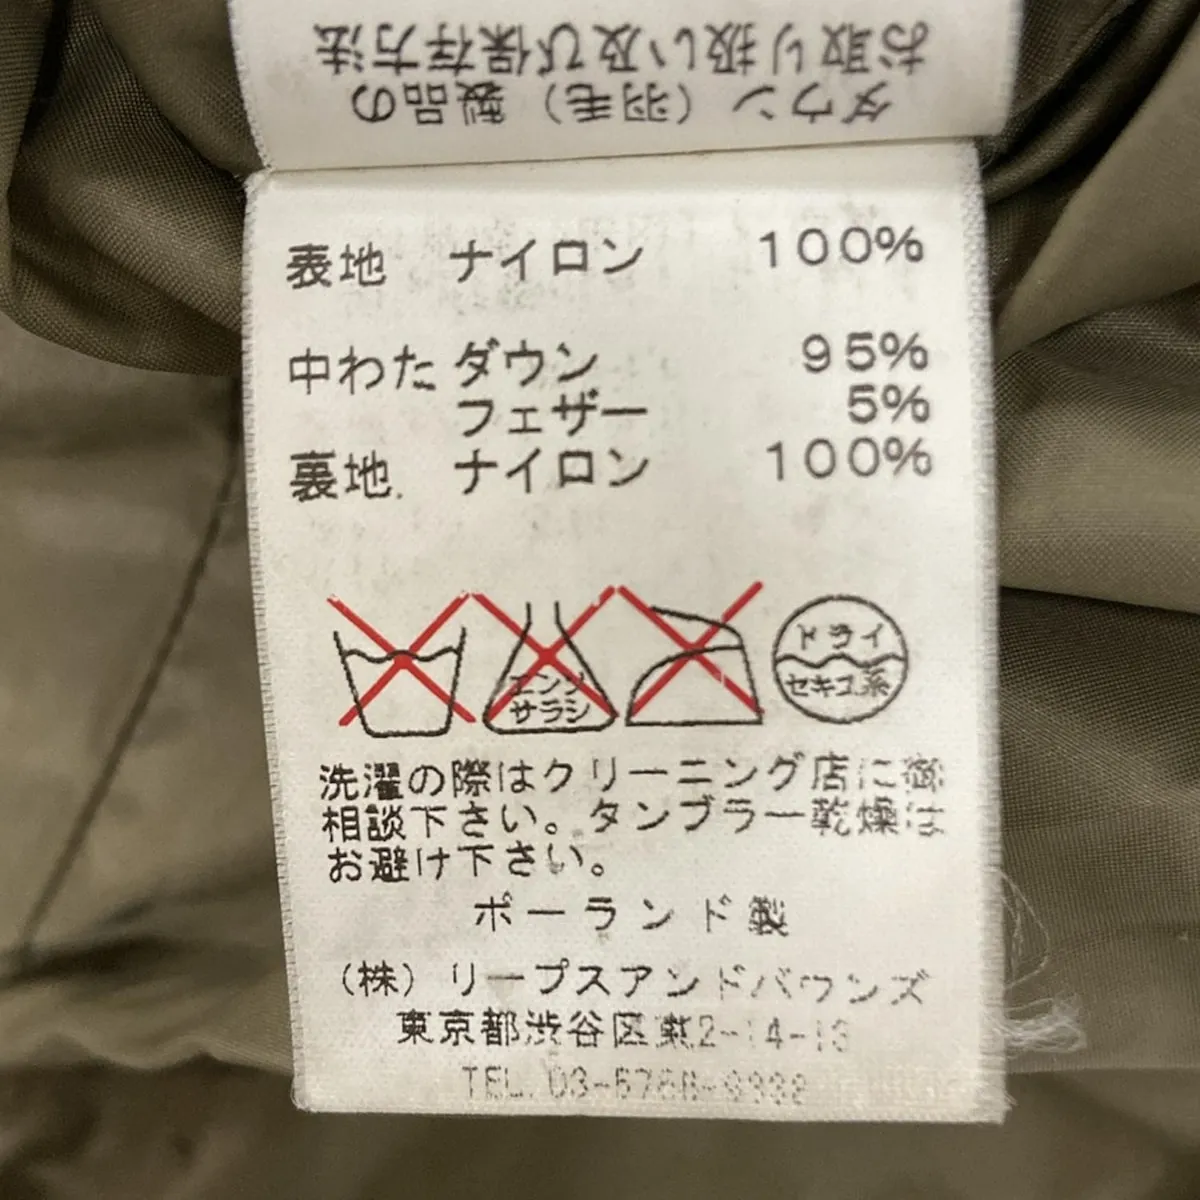 ダウン（羽毛）製品の
お取り扱い及び保存方法
表地 ナイロン 100%
中わた ダウン 95%
フェザー 5%
裏地 ナイロン 100%
エンソ
サラシ
ドライ
セキユ系
洗濯の際はクリーニング店に御
相談下さい。タンブラー乾燥は
お避け下さい。
ポーランド製
（株）リープスアンドバウンズ
東京都渋谷区東2-14-13
TEL. 03-